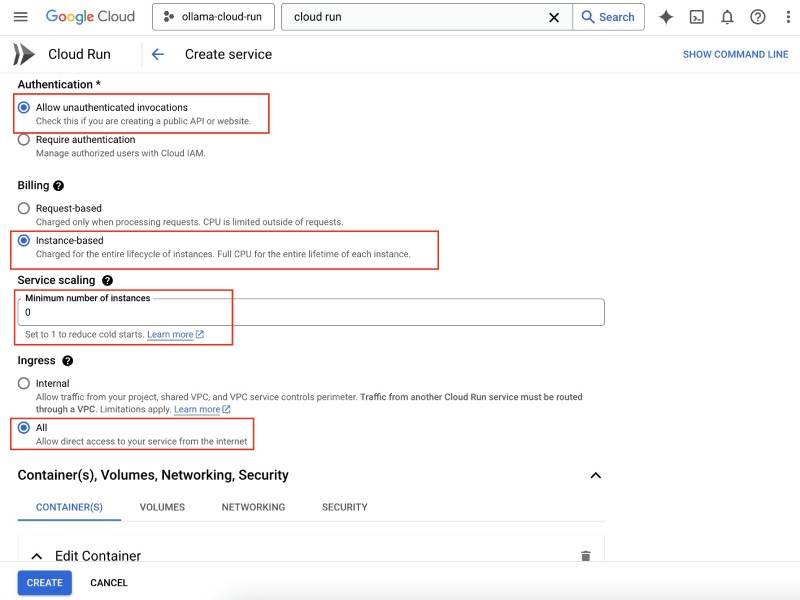 Google Cloud
ollama-cloud-run
cloud run
Search
Cloud Run
Create service
SHOW COMMAND LINE
Authentication *
Allow unauthenticated invocations
Check this if you are creating a public API or website.
Require authentication
Manage authorized users with Cloud IAM.
Billing
Request-based
Charged only when processing requests. CPU is limited outside of requests.
Instance-based
Charged for the entire lifecycle of instances. Full CPU for the entire lifetime of each instance.
Service scaling
Minimum number of instances
0
Set to 1 to reduce cold starts. Learn more
Ingress
Internal
Allow traffic from your project, shared VPC, and VPC service controls perimeter. Traffic from another Cloud Run service must be routed
through a VPC. Limitations apply. Learn more
All
Allow direct access to your service from the internet
Container(s), Volumes, Networking, Security
CONTAINER(S) VOLUMES NETWORKING SECURITY
Edit Container
CREATE CANCEL